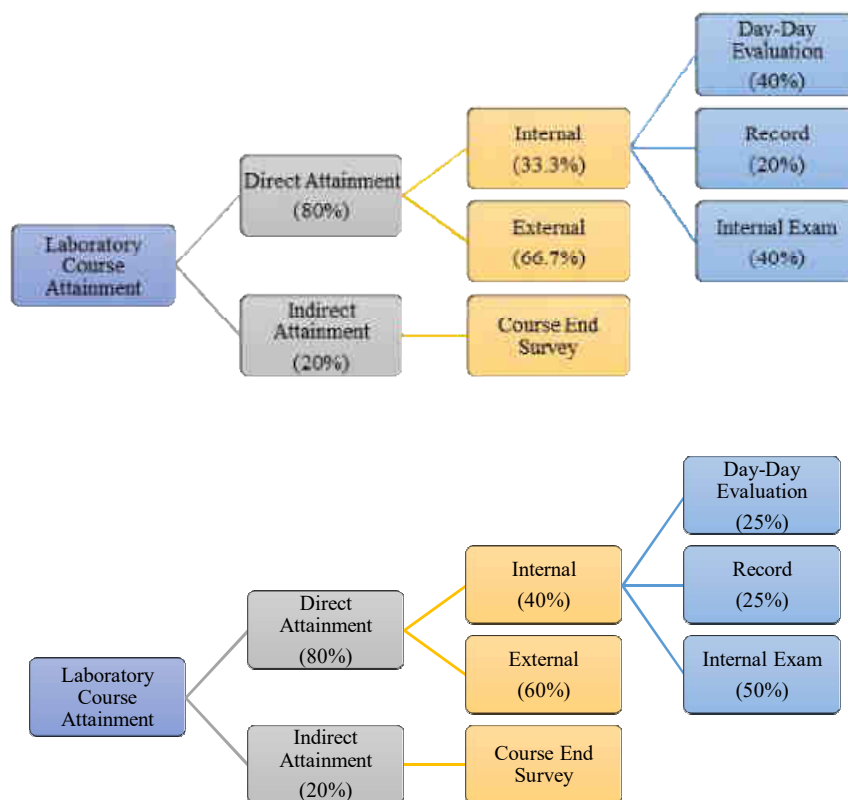 Day-Day
Evaluation
(40%)
Internal
(33.3%)
Record
(20%)
Direct Attainment
(80%)
External
(66.7%)
Internal Exam
(40%)
Laboratory
Course
Attainment
Indirect
Attainment
(20%)
Course End
Survey
Day-Day
Evaluation
(25%)
Internal
(40%)
Record
(25%)
Direct
Attainment
(80%)
External
(60%)
Internal Exam
(50%)
Laboratory
Course
Attainment
Indirect
Attainment
(20%)
Course End
Survey